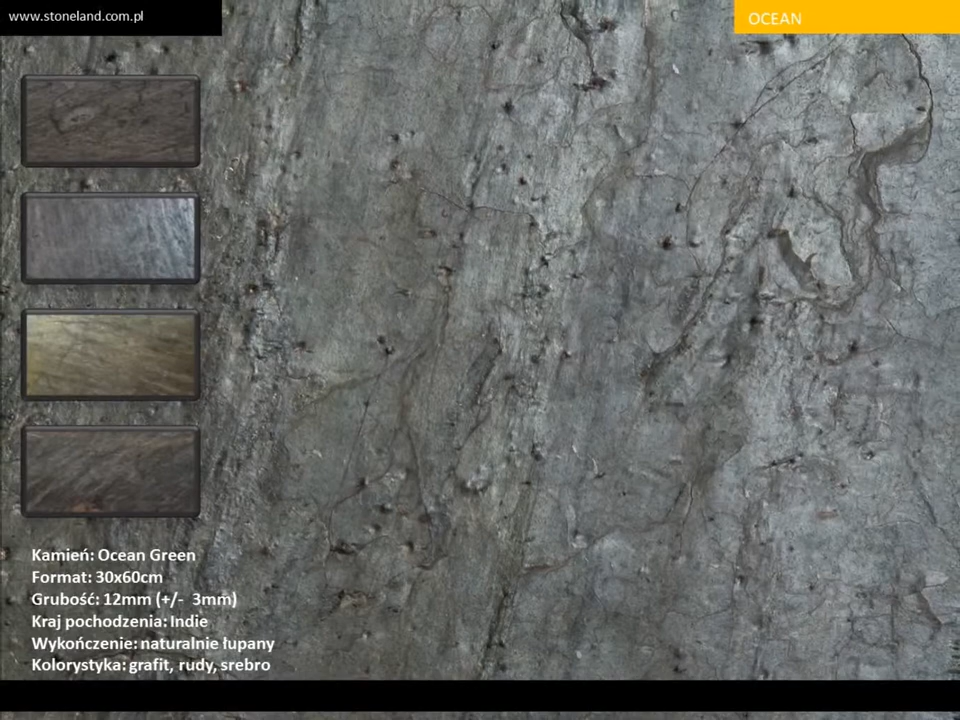 www.stoneland.com.pl
OCEAN
Kamień: Ocean Green
Format: 30x60cm
Grubość: 12mm (+/-  3mm)
Kraj pochodzenia: Indie
Wykończenie: naturalnie łupany
Kolorystyka: grafit, rudy, srebro